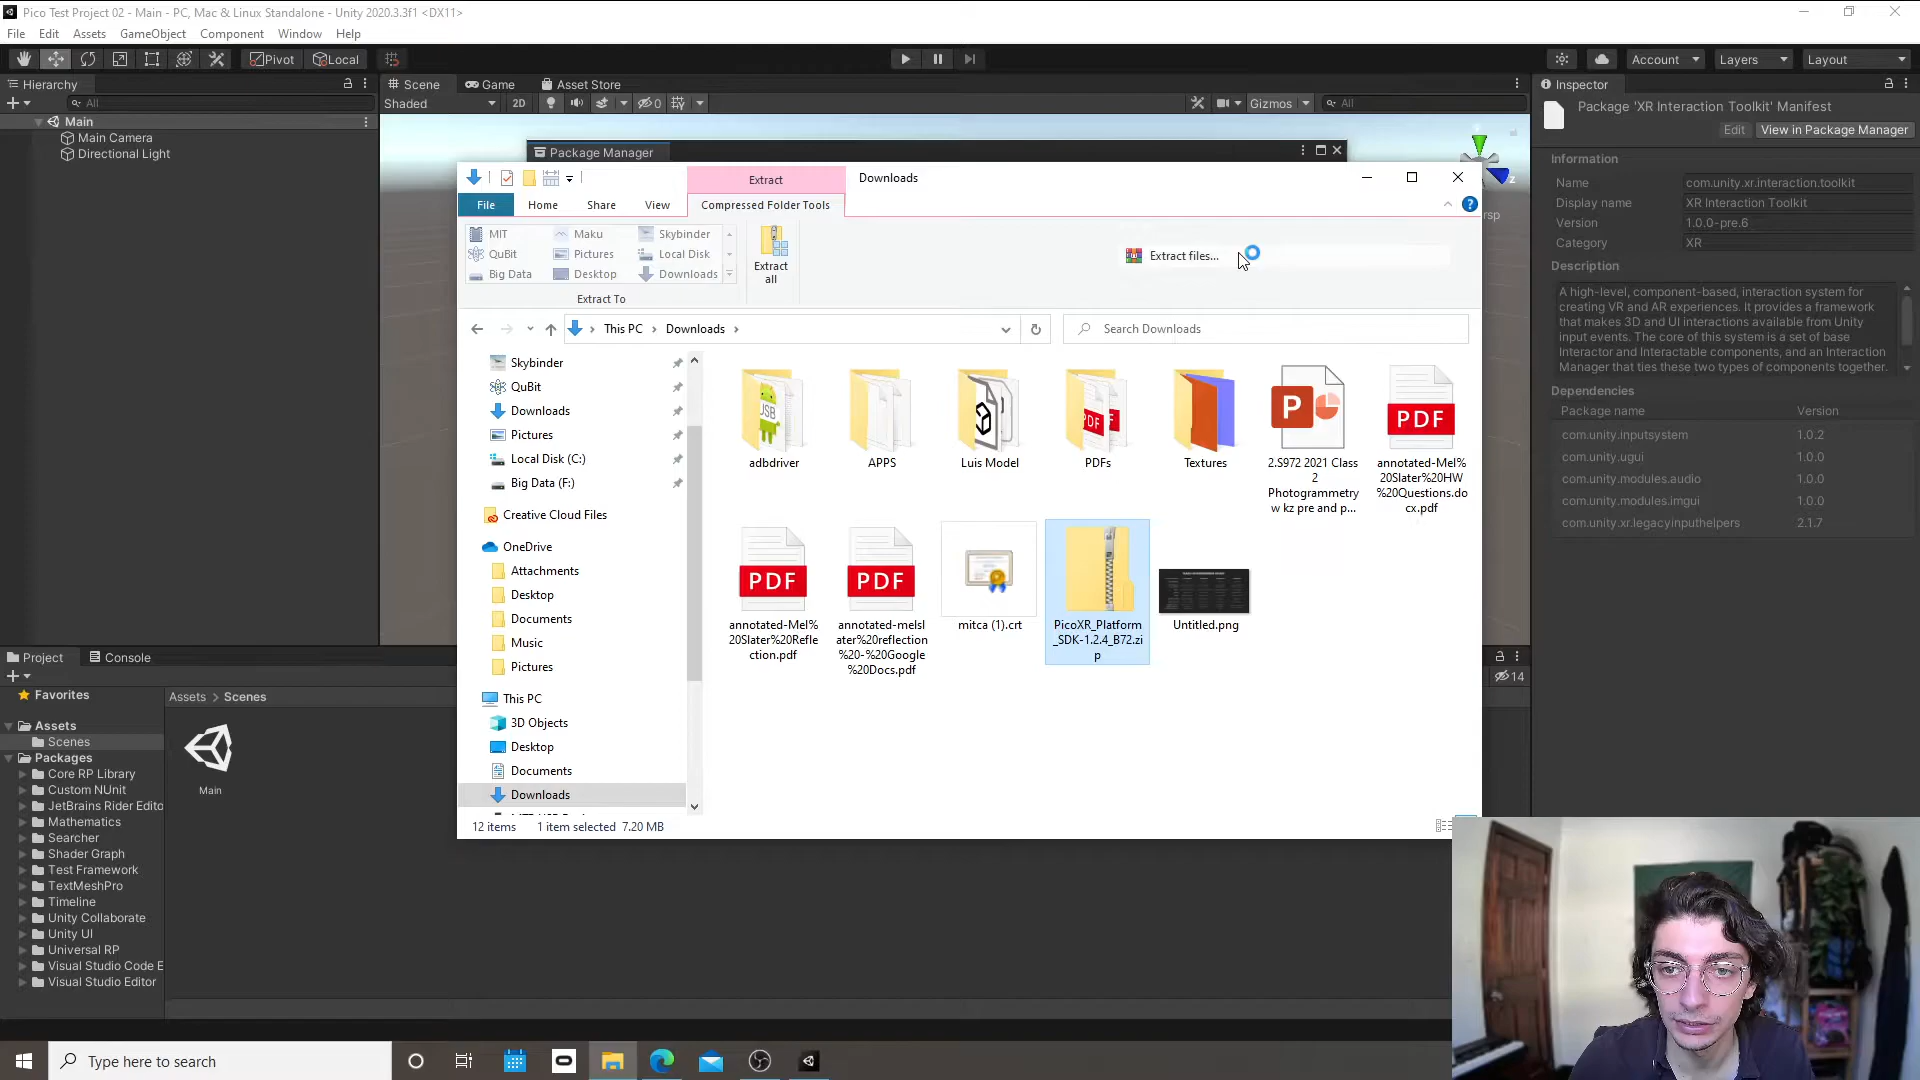 Pico Test Project 02 - Main - PC, Mac & Linux Standalone - Unity 2020.3.3f1 <DX11>
File Edit Assets GameObject Component Window Help
Pivot Local Account Layers Layout
Hierarchy
All
Main
Main Camera
Directional Light
Scene Game Asset Store
Shaded 2D 0 Gizmos All
Package Manager
Extract Downloads
File Home Share View Compressed Folder Tools
MIT Maku Skybinder
QuBit Pictures Local Disk
Big Data Desktop Downloads
Extract To
Extract
all
Extract files...
This PC Downloads
Search Downloads
Skybinder
QuBit
Downloads
Pictures
Local Disk (C:)
Big Data (F:)
Creative Cloud Files
OneDrive
Attachments
Desktop
Documents
Music
Pictures
This PC
3D Objects
Desktop
Documents
Downloads
USB
adbdriver
APPS
Luis Model
PDFs
Textures
P
2.S972 2021 Class
2
Photogrammetry
w kz pre and p...
PDF
annotated-Mel%
20Slater%20HW
%20Questions.do
cx.pdf
PDF
annotated-Mel%
20Slater%20Refle
ction.pdf
PDF
annotated-melsl
ater%20reflection
%20-%20Google
%20Docs.pdf
mitca (1).crt
PicoXR_Platform
_SDK-1.2.4_B72.zi
p
Untitled.png
12 items 1 item selected 7.20 MB
Inspector
Package 'XR Interaction Toolkit' Manifest
Edit View in Package Manager
Information
Name com.unity.xr.interaction.toolkit
Display name XR Interaction Toolkit
Version 1.0.0-pre.6
Category XR
Description
A high-level, component-based, interaction system for
creating VR and AR experiences. It provides a framework
that makes 3D and UI interactions available from Unity
input events. The core of this system is a set of base
Interactor and Interactable components, and an Interaction
Manager that ties these two types of components together.
Dependencies
Package name Version
com.unity.inputsystem 1.0.2
com.unity.ugui 1.0.0
com.unity.modules.audio 1.0.0
com.unity.modules.imgui 1.0.0
com.unity.xr.legacyinputhelpers 2.1.7
Project Console
14
Favorites
Assets
Scenes
Packages
Core RP Library
Custom NUnit
JetBrains Rider Edito
Mathematics
Searcher
Shader Graph
Test Framework
TextMeshPro
Timeline
Unity Collaborate
Unity UI
Universal RP
Visual Studio Code E
Visual Studio Editor
Assets > Scenes
Main
Type here to search